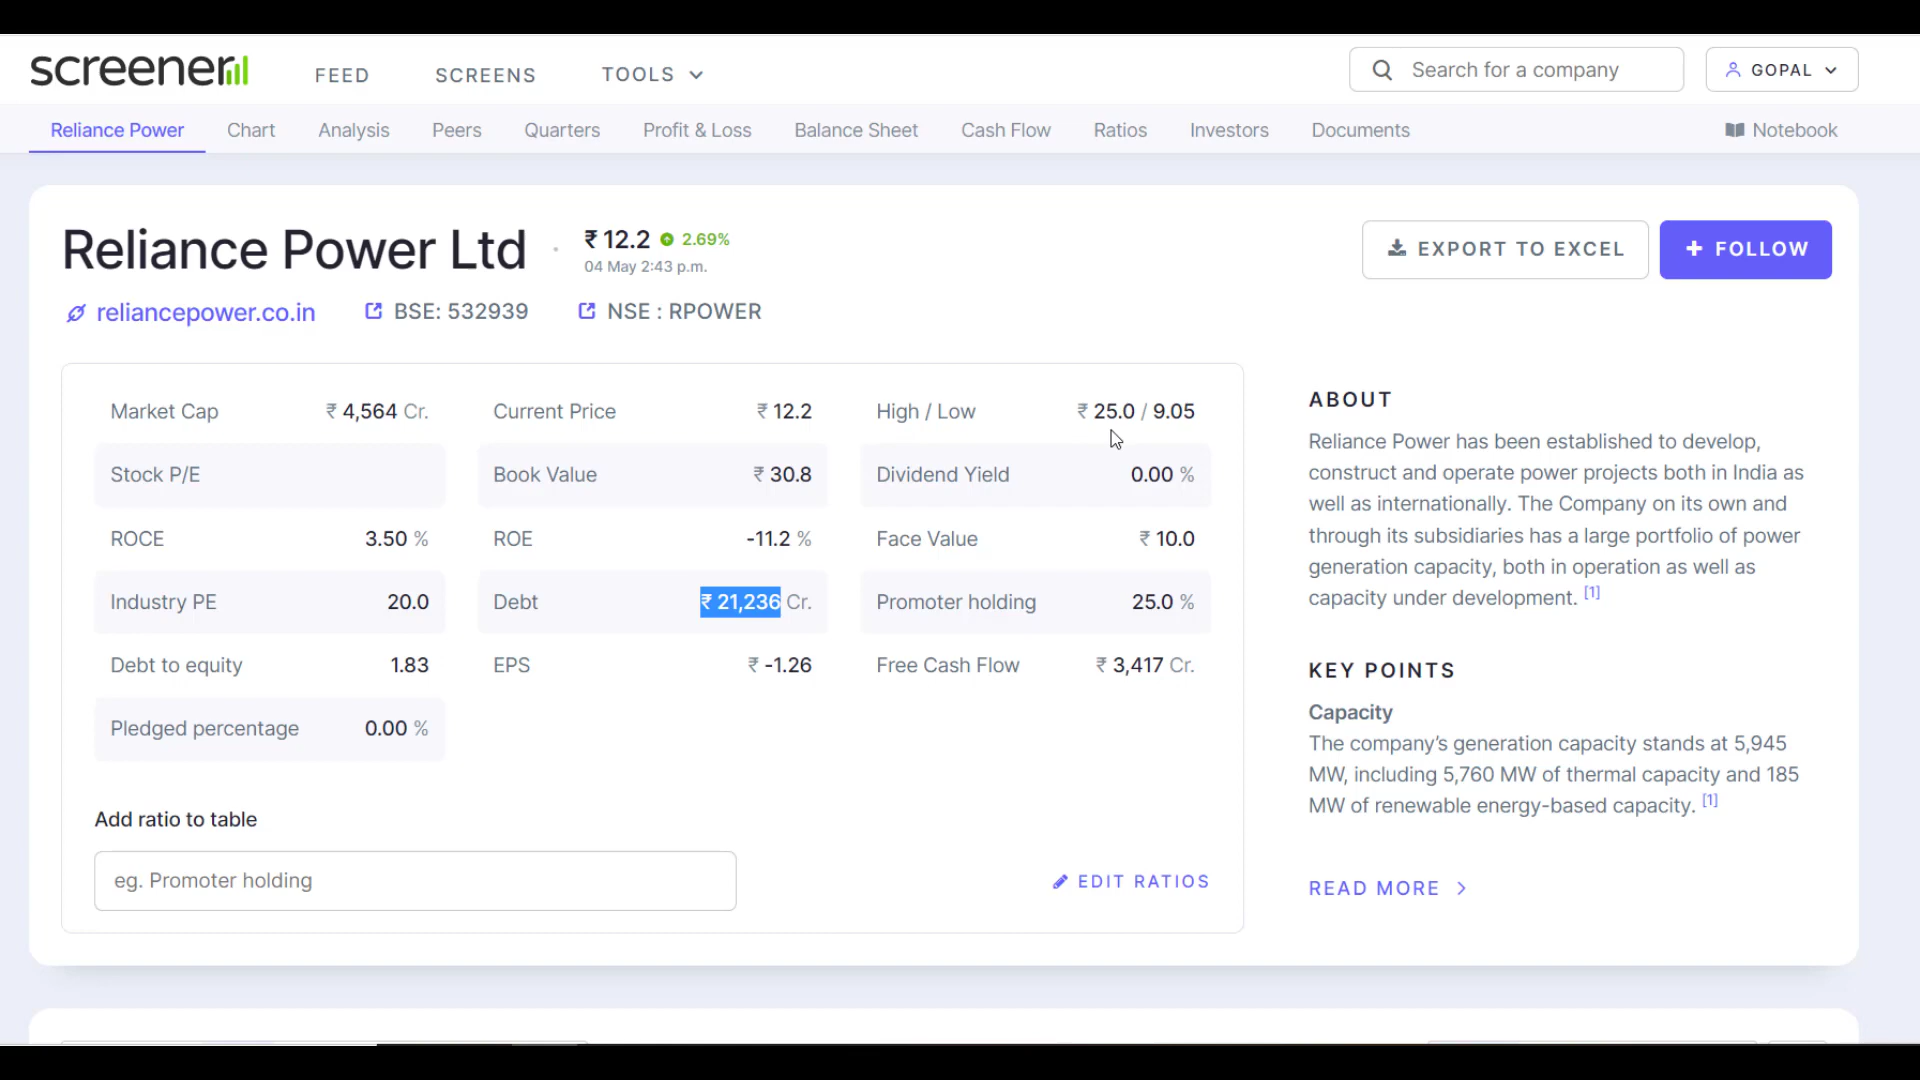 screener
FEED
SCREENS
TOOLS
Search for a company
GOPAL
Reliance Power
Chart
Analysis
Peers
Quarters
Profit & Loss
Balance Sheet
Cash Flow
Ratios
Investors
Documents
Notebook
Reliance Power Ltd
₹ 12.2 2.69%
04 May 2:43 p.m.
EXPORT TO EXCEL
+ FOLLOW
reliancepower.co.in
BSE: 532939
NSE : RPOWER
Market Cap ₹ 4,564 Cr.
Current Price ₹ 12.2
High / Low ₹ 25.0 / 9.05
Stock P/E
Book Value ₹ 30.8
Dividend Yield 0.00 %
ROCE 3.50 %
ROE -11.2 %
Face Value ₹ 10.0
Industry PE 20.0
Debt ₹ 21,236 Cr.
Promoter holding 25.0 %
Debt to equity 1.83
EPS ₹ -1.26
Free Cash Flow ₹ 3,417 Cr.
Pledged percentage 0.00 %
Add ratio to table
eg. Promoter holding
EDIT RATIOS
ABOUT
Reliance Power has been established to develop,
construct and operate power projects both in India as
well as internationally. The Company on its own and
through its subsidiaries has a large portfolio of power
generation capacity, both in operation as well as
capacity under development. [1]
KEY POINTS
Capacity
The company's generation capacity stands at 5,945
MW, including 5,760 MW of thermal capacity and 185
MW of renewable energy-based capacity. [1]
READ MORE